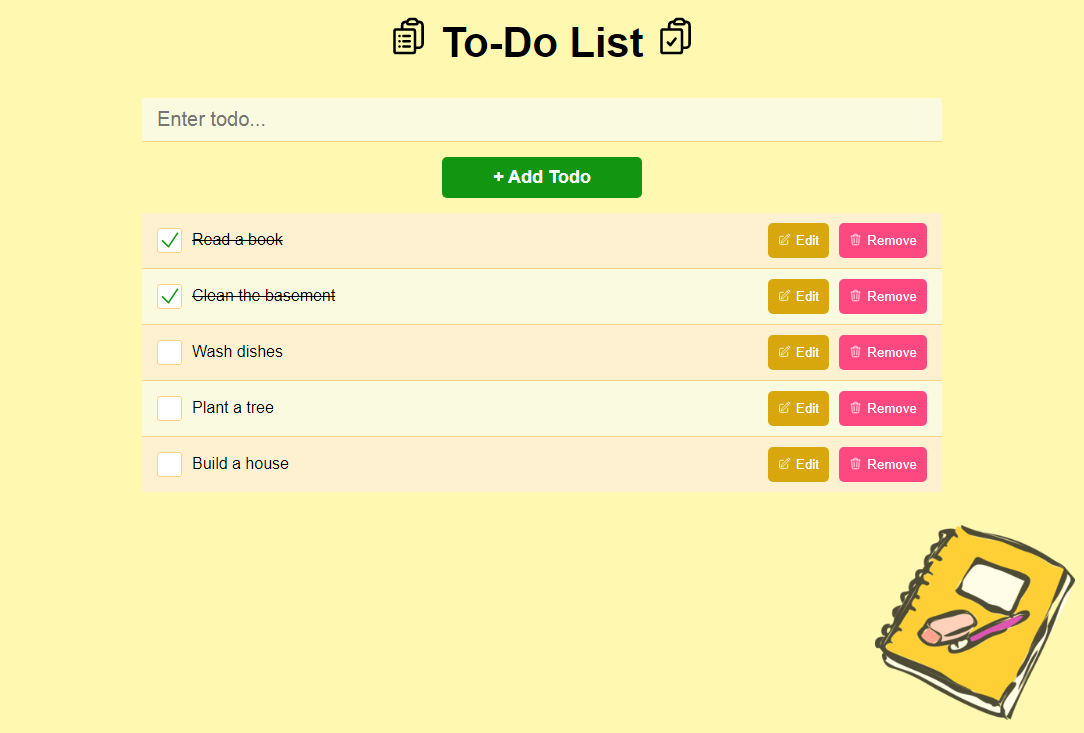 To-Do List
Enter todo...
+ Add Todo
Read a book Edit Remove
Clean the basement Edit Remove
Wash dishes Edit Remove
Plant a tree Edit Remove
Build a house Edit Remove